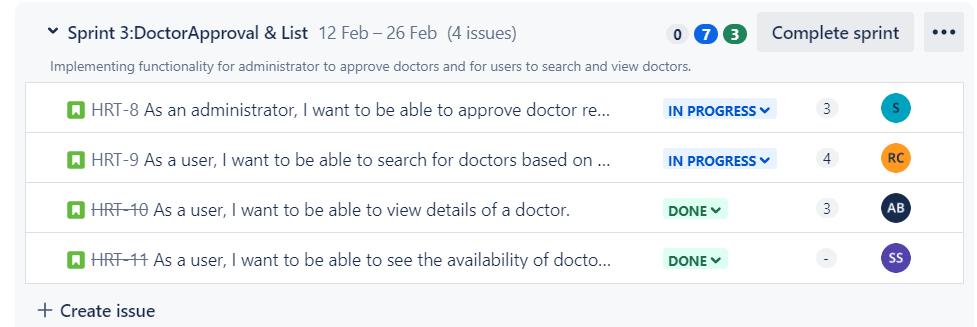 Sprint 3:DoctorApproval & List 12 Feb – 26 Feb (4 issues) 0 7 3 Complete sprint •••
Implementing functionality for administrator to approve doctors and for users to search and view doctors.
HRT-8 As an administrator, I want to be able to approve doctor re... IN PROGRESS 3 S
HRT-9 As a user, I want to be able to search for doctors based on ... IN PROGRESS 4 RC
HRT-10 As a user, I want to be able to view details of a doctor. DONE 3 AB
HRT-11 As a user, I want to be able to see the availability of docto... DONE - SS
+ Create issue